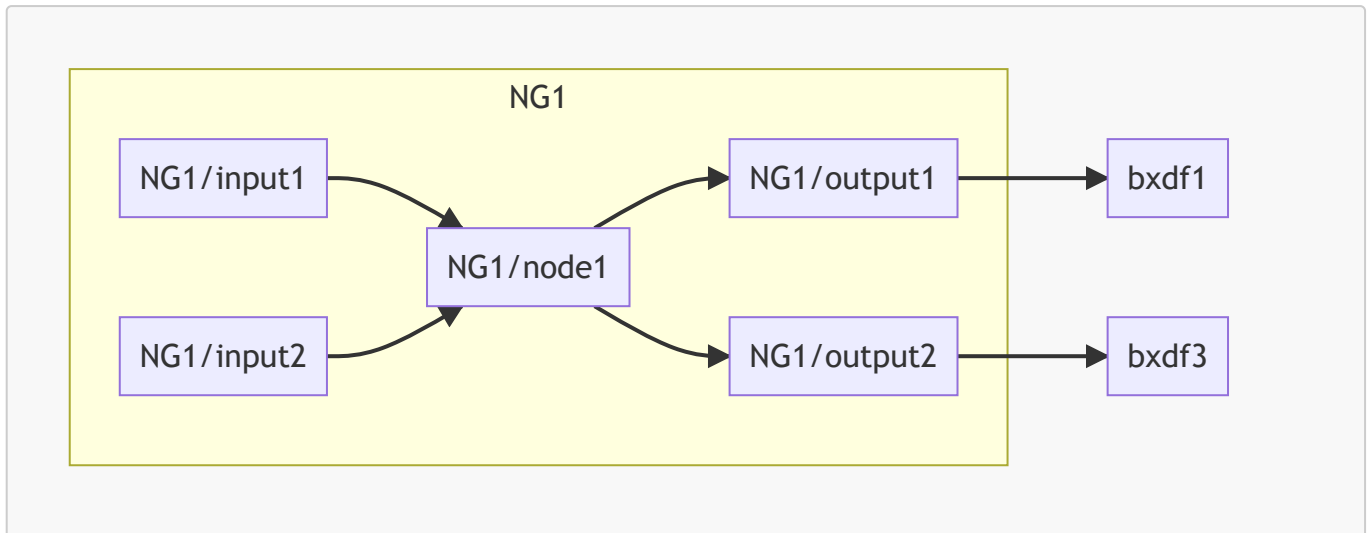 NG1
NG1/input1
NG1/output1
bxdf1
NG1/node1
NG1/input2
NG1/output2
bxdf3